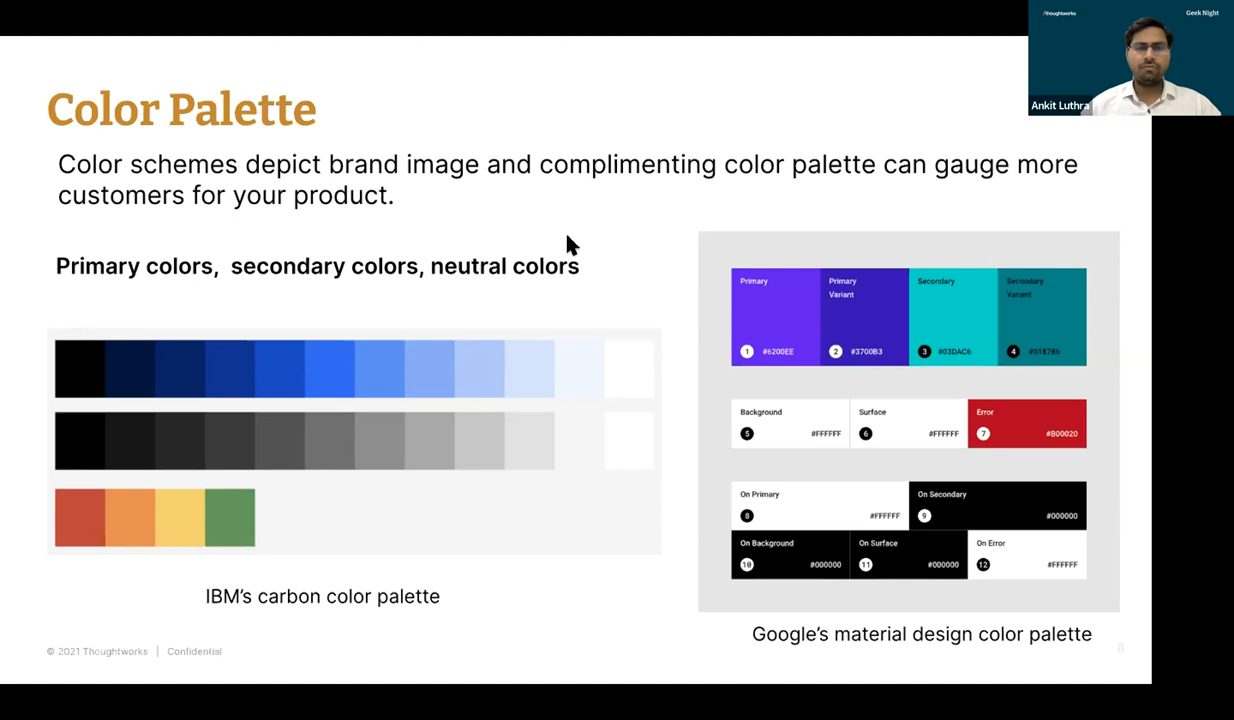 /thoughtworks
Geek Night
Ankit Luthra
Color Palette
Color schemes depict brand image and complimenting color palette can gauge more
customers for your product.
Primary colors, secondary colors, neutral colors
IBM's carbon color palette
Primary
1 #6200EE
Primary
Variant
2 #3700B3
Secondary
3 #03DAC6
Secondary
Variant
4 #018786
Background
5 #FFFFFF
Surface
6 #FFFFFF
Error
7 #B00020
On Primary
8 #FFFFFF
On Secondary
9 #000000
On Background
10 #000000
On Surface
11 #000000
On Error
12 #FFFFFF
Google's material design color palette
© 2021 Thoughtworks | Confidential